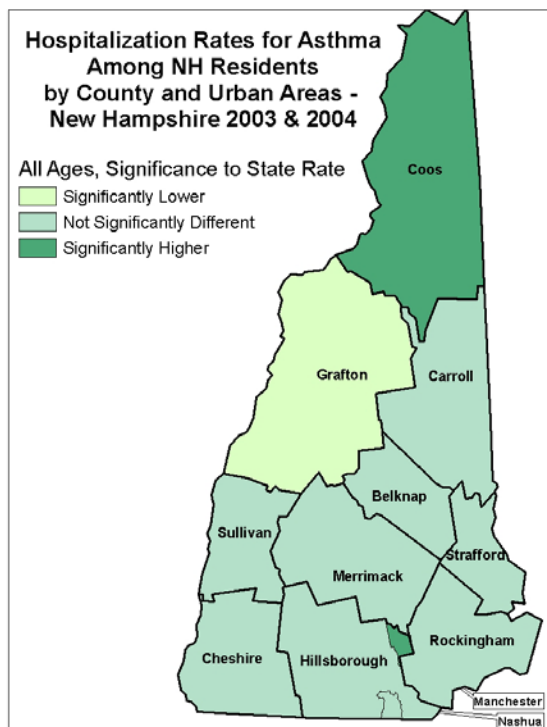 Hospitalization Rates for Asthma
Among NH Residents
by County and Urban Areas -
New Hampshire 2003 & 2004
All Ages, Significance to State Rate
Significantly Lower
Not Significantly Different
Significantly Higher
Coos
Grafton
Carroll
Belknap
Sullivan
Strafford
Merrimack
Rockingham
Cheshire
Hillsborough
Manchester
Nashua